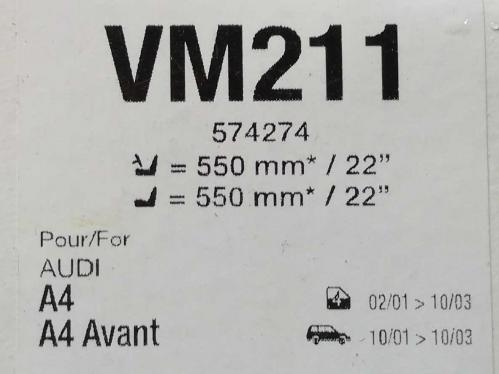 VM211
574274
= 550 mm* / 22”
= 550 mm* / 22”
Pour/For
AUDI
A4 02/01 > 10/03
A4 Avant 10/01 > 10/03